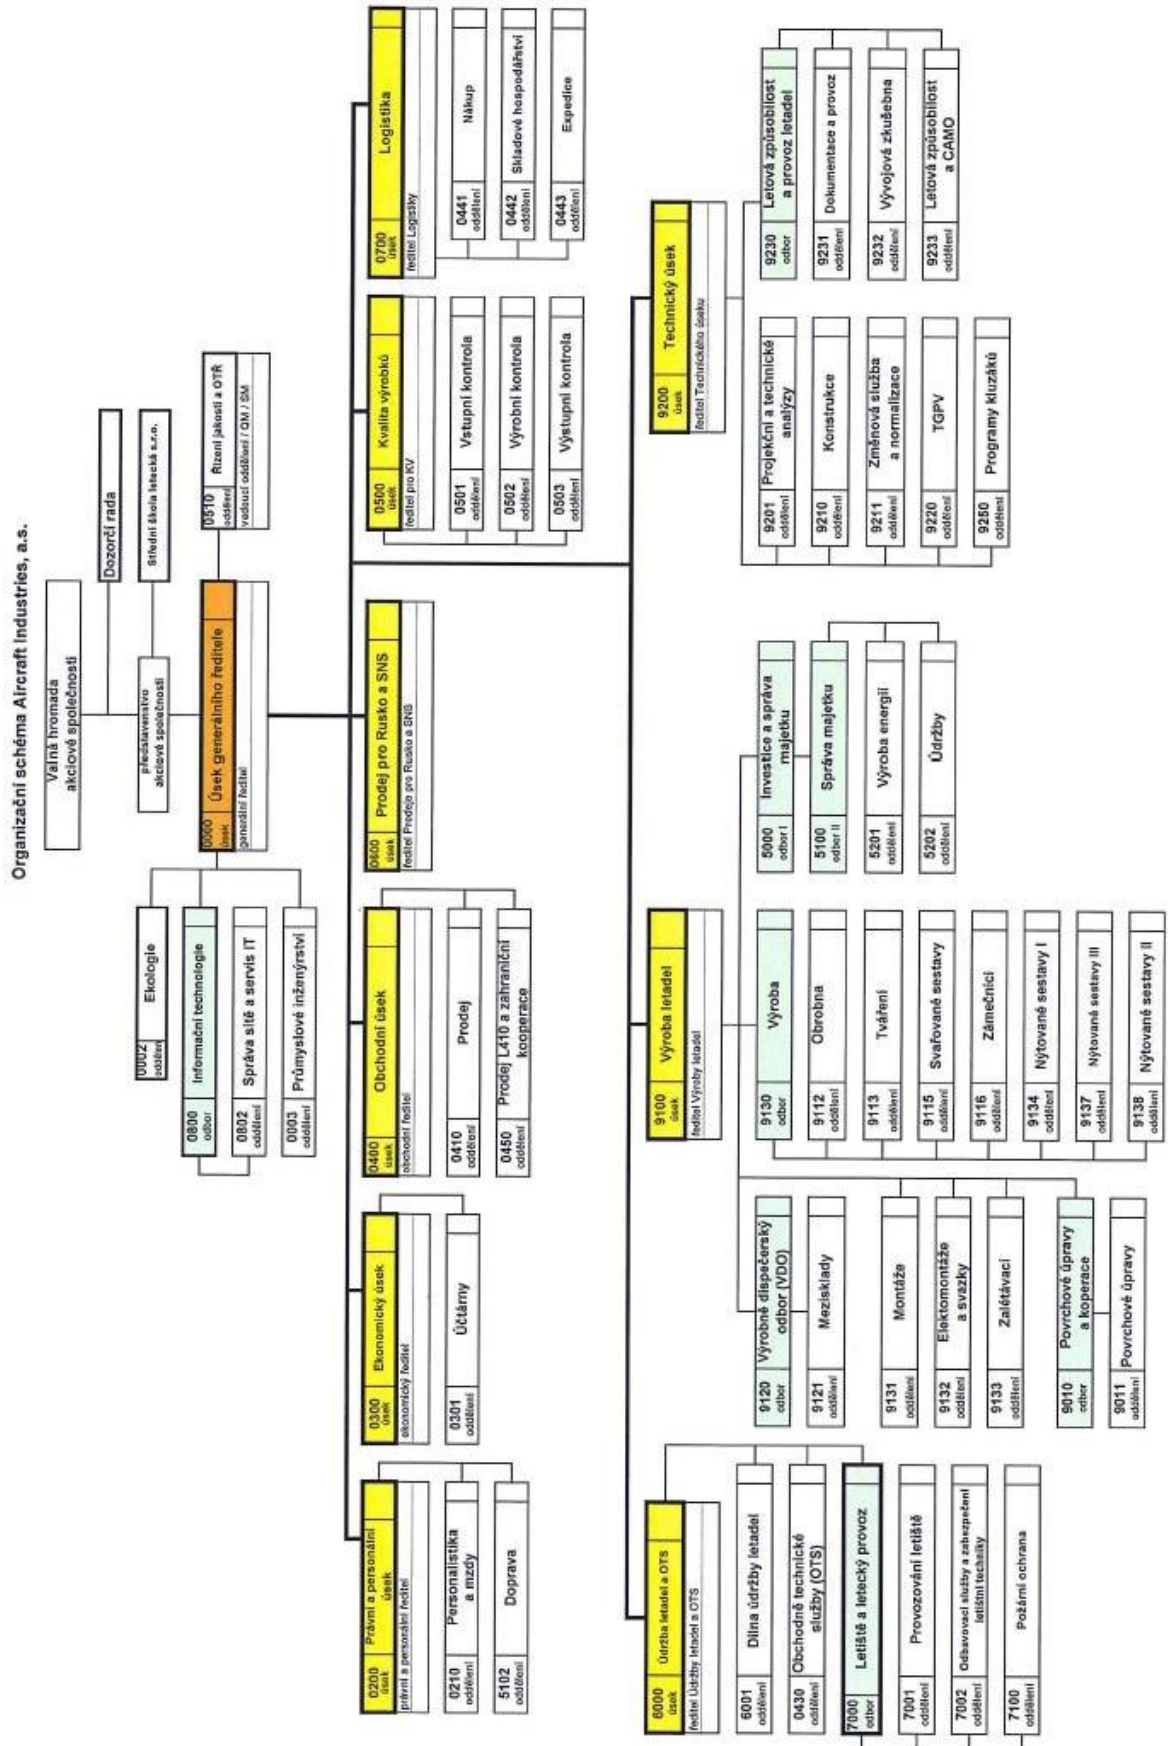 Organizační schéma Aircraft Industries, a.s.
Valná hromada
akciové společnosti
Dozorčí rada
představenstvo
akciové společnosti
Střední škola letecká s.r.o.
0000
úsek
Úsek generálního ředitele
generální ředitel
0510
oddělení
Řízení jakosti a OTŘ
vedoucí oddělení / QM / SM
0002
oddělení
Ekologie
0800
odbor
Informační technologie
0802
oddělení
Správa sítě a servis IT
0003
oddělení
Průmyslové inženýrství
0200
úsek
Právní a personální
úsek
právní a personální ředitel
0210
oddělení
Personalistika
a mzdy
5102
oddělení
Doprava
0300
úsek
Ekonomický úsek
ekonomický ředitel
0301
oddělení
Účtárny
0400
úsek
Obchodní úsek
obchodní ředitel
0410
oddělení
Prodej
0450
oddělení
Prodej L410 a zahraniční
kooperace
0600
úsek
Prodej pro Rusko a SNS
ředitel Prodeje pro Rusko a SNS
0500
úsek
Kvalita výrobků
ředitel pro KV
0501
oddělení
Vstupní kontrola
0502
oddělení
Výrobní kontrola
0503
oddělení
Výstupní kontrola
0700
úsek
Logistika
ředitel Logistiky
0441
oddělení
Nákup
0442
oddělení
Skladové hospodářství
0443
oddělení
Expedice
6000
úsek
Údržba letadel a OTS
ředitel Údržby letadel a OTS
6001
oddělení
Dílna údržby letadel
0430
oddělení
Obchodně technické
služby (OTS)
7000
odbor
Letiště a letecký provoz
7001
oddělení
Provozování letiště
7002
oddělení
Odbavovací služby a zabezpečení
letištní techniky
7100
oddělení
Požární ochrana
9100
úsek
Výroba letadel
ředitel Výroby letadel
9120
odbor
Výrobně dispečerský
odbor (VDO)
9121
oddělení
Mezisklady
9131
oddělení
Montáže
9132
oddělení
Elektomontáže
a svazky
9133
oddělení
Zalétávací
9010
odbor
Povrchové úpravy
a koperace
9011
oddělení
Povrchové úpravy
9130
odbor
Výroba
9112
oddělení
Obrobna
9113
oddělení
Tváření
9115
oddělení
Svařované sestavy
9116
oddělení
Zámečníci
9134
oddělení
Nýtované sestavy I
9137
oddělení
Nýtované sestavy III
9138
oddělení
Nýtované sestavy II
5000
odbor I
Investice a správa
majetku
5100
odbor II
Správa majetku
5201
oddělení
Výroba energií
5202
oddělení
Údržby
9200
úsek
Technický úsek
ředitel Technického úseku
9201
oddělení
Projekční a technické
analýzy
9210
oddělení
Konstrukce
9211
oddělení
Změnová služba
a normalizace
9220
oddělení
TGPV
9250
oddělení
Programy kluzáků
9230
odbor
Letová způsobilost
a provoz letadel
9231
oddělení
Dokumentace a provoz
9232
oddělení
Vývojová zkušebna
9233
oddělení
Letová způsobilost
a CAMO